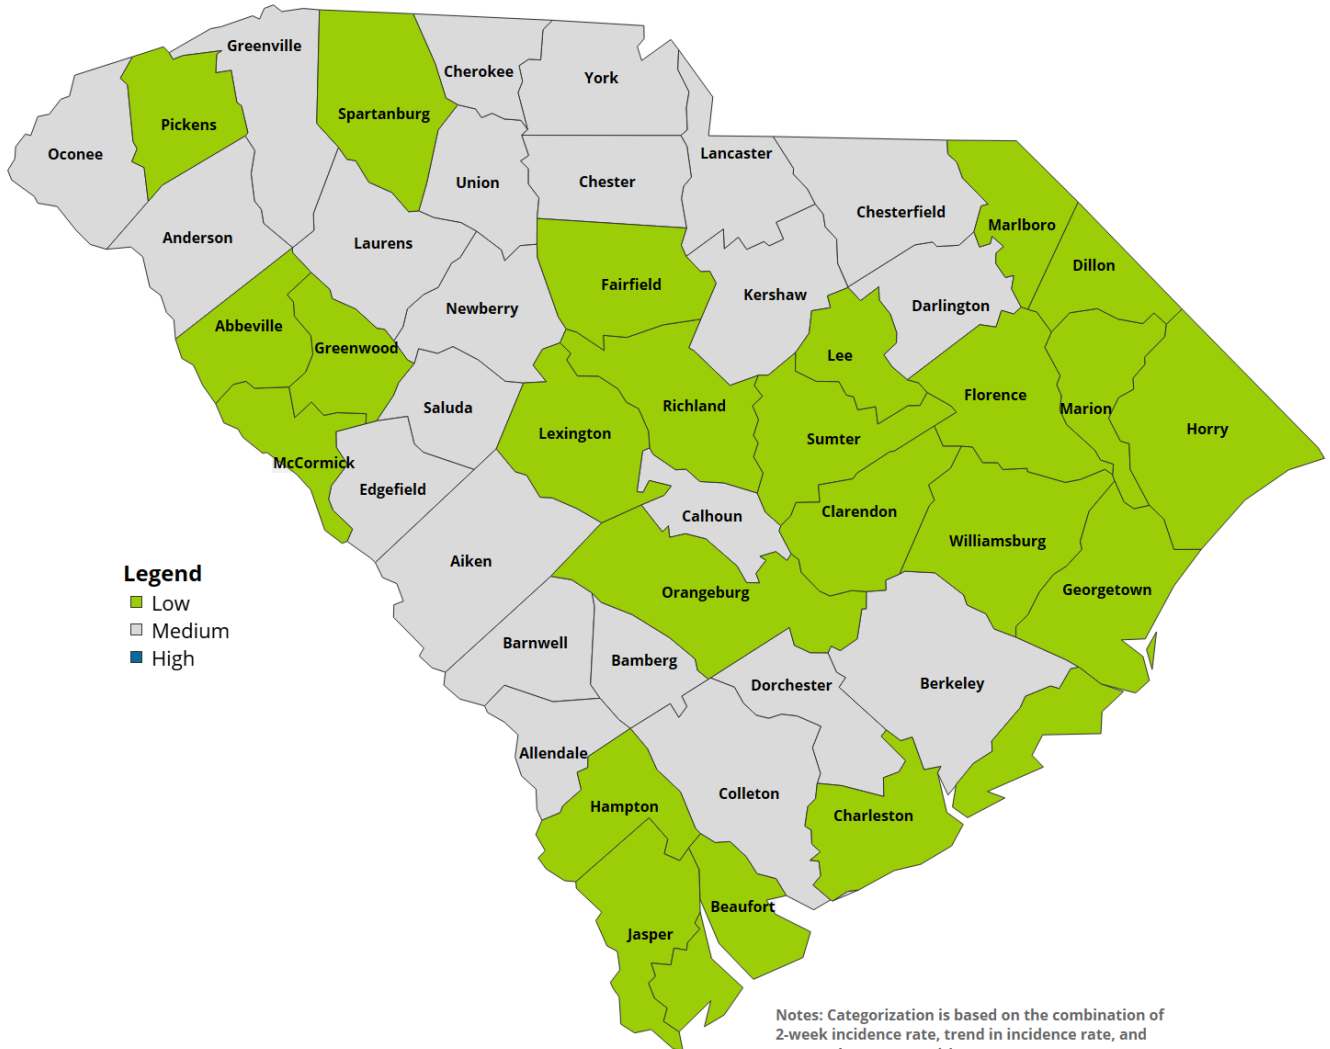 Greenville
Cherokee
York
Spartanburg
Pickens
Oconee
Lancaster
Union
Chester
Chesterfield
Marlboro
Anderson
Laurens
Dillon
Fairfield
Kershaw
Newberry
Darlington
Abbeville
Greenwood
Lee
Florence
Saluda
Richland
Marion
Horry
Lexington
Sumter
McCormick
Edgefield
Calhoun
Clarendon
Williamsburg
Aiken
Orangeburg
Georgetown
Legend
Low
Medium
High
Barnwell
Bamberg
Dorchester
Berkeley
Allendale
Colleton
Hampton
Charleston
Beaufort
Jasper
Notes: Categorization is based on the combination of
2-week incidence rate, trend in incidence rate, and